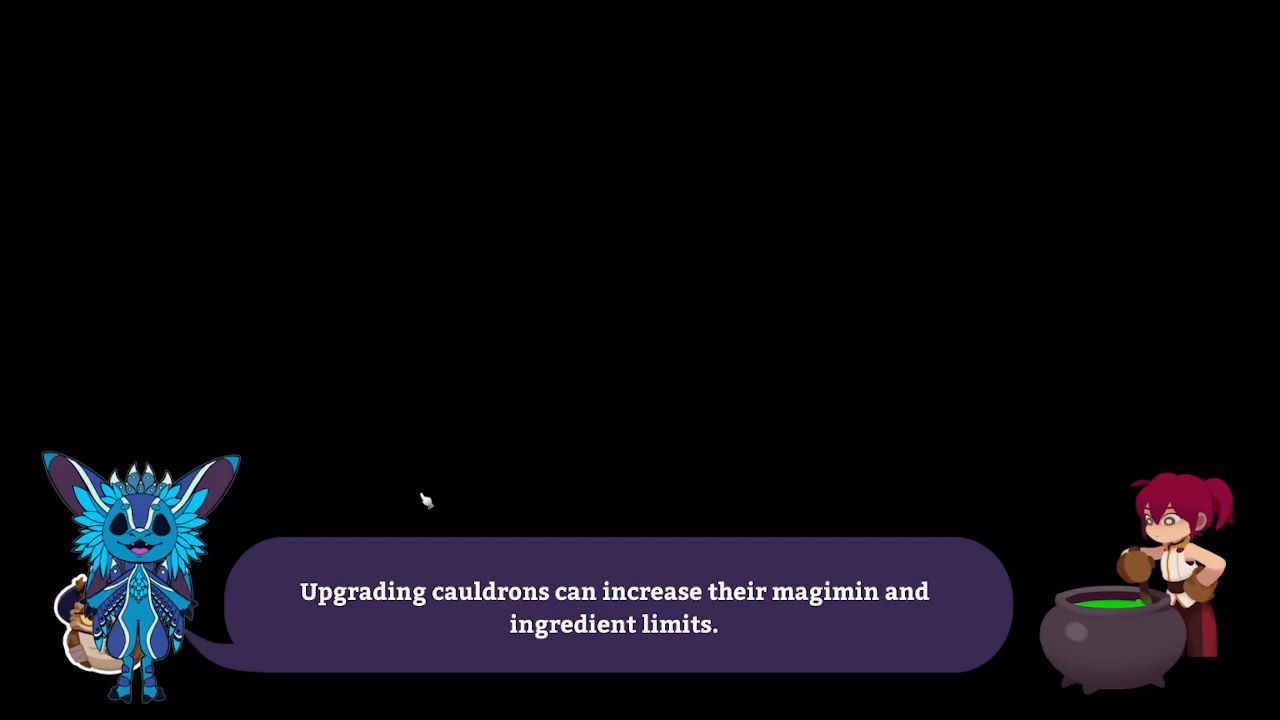 Upgrading cauldrons can increase their magimin and
ingredient limits.